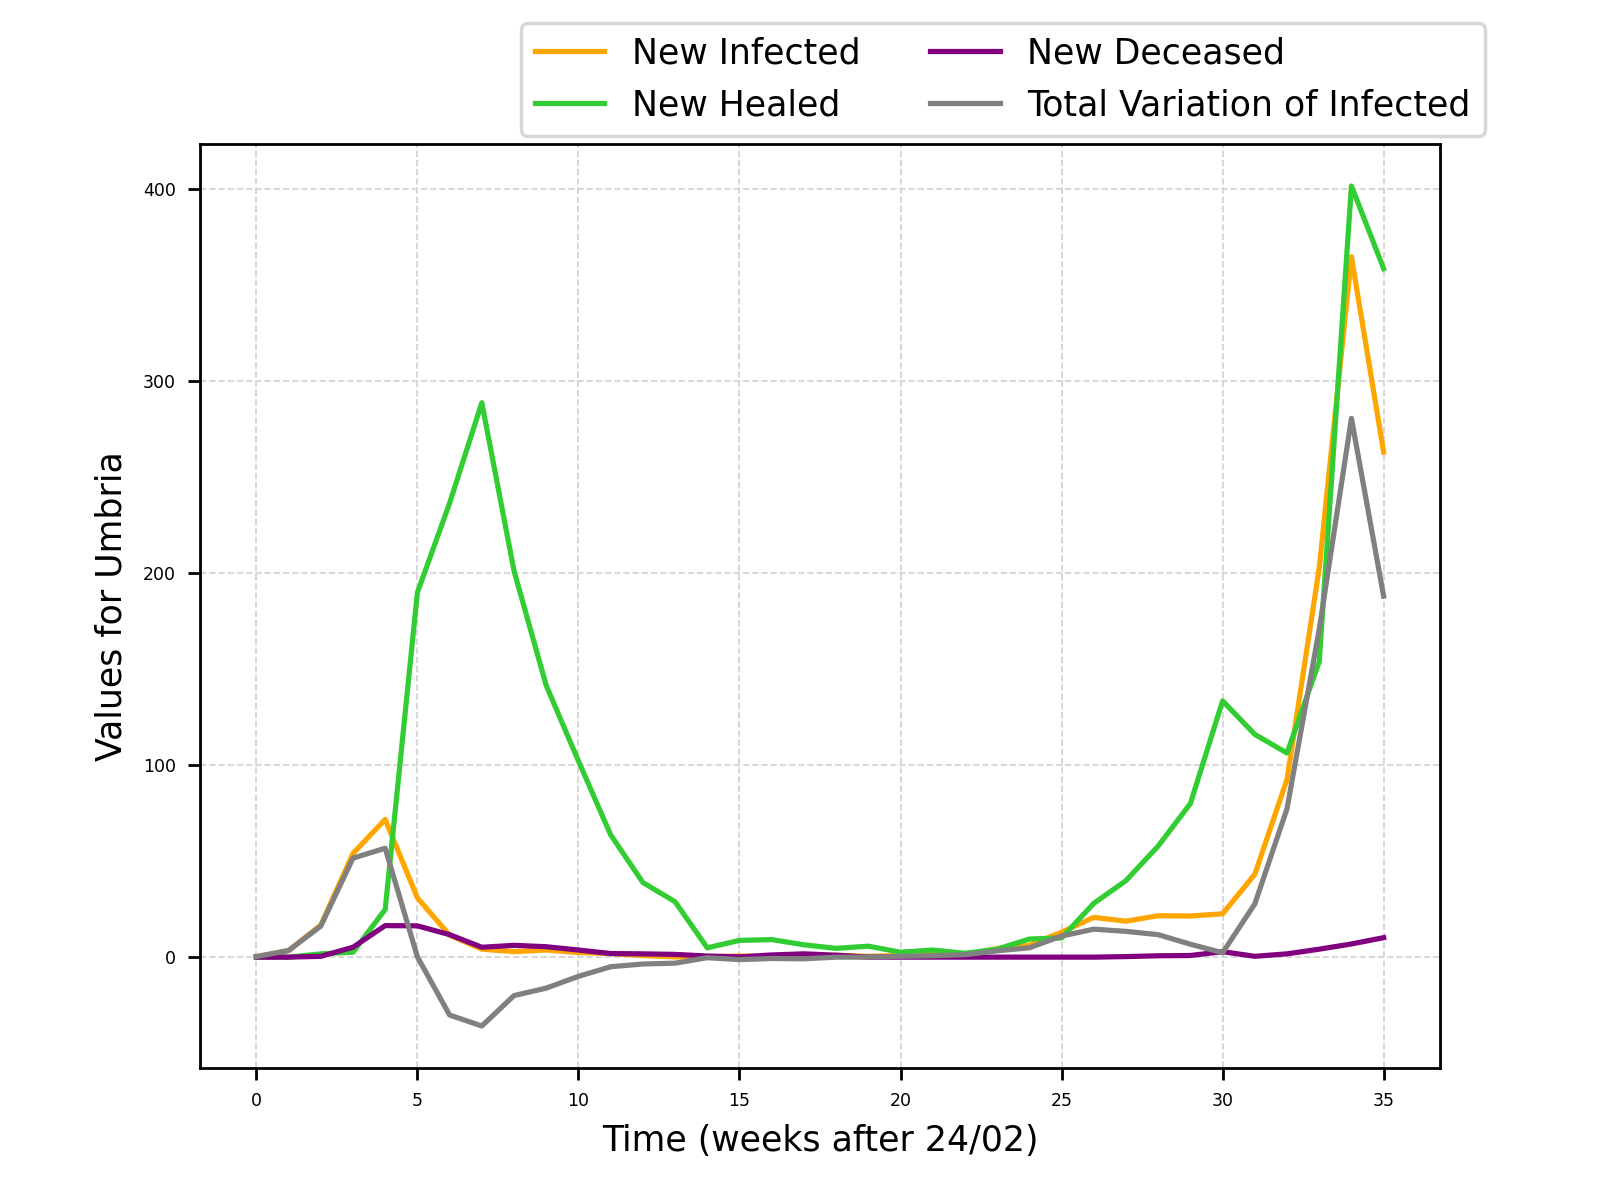 New Infected
New Healed
New Deceased
Total Variation of Infected
400
300
200
100
0
Values for Umbria
0 5 10 15 20 25 30 35
Time (weeks after 24/02)